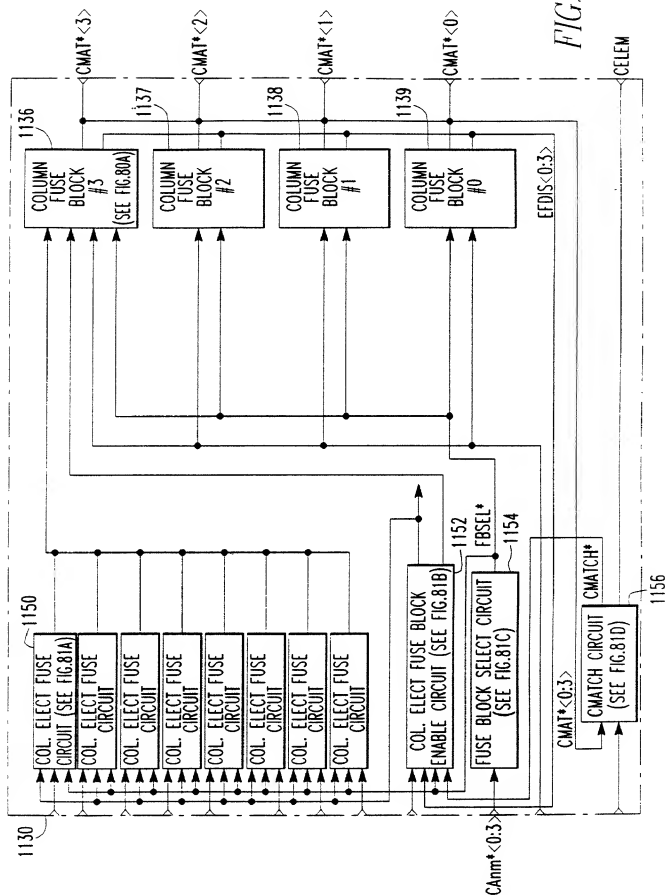 1130
1150
COL. ELECT FUSE
CIRCUIT (SEE FIG.81A)
COL. ELECT FUSE
CIRCUIT
COL. ELECT FUSE
CIRCUIT
COL. ELECT FUSE
CIRCUIT
COL. ELECT FUSE
CIRCUIT
COL. ELECT FUSE
CIRCUIT
COL. ELECT FUSE
CIRCUIT
COL. ELECT FUSE
CIRCUIT
COL. ELECT FUSE BLOCK
ENABLE CIRCUIT (SEE FIG.81B)
1152
FBSEL*
FUSE BLOCK SELECT CIRCUIT
(SEE FIG.81C)
1154
CAnm*<0:3>
CMAT*<0:3>
CMATCH*
CMATCH CIRCUIT
(SEE FIG.81D)
1156
1136
COLUMN
FUSE
BLOCK
#3
(SEE FIG.80A)
CMAT*<3>
1137
COLUMN
FUSE
BLOCK
#2
CMAT*<2>
1138
COLUMN
FUSE
BLOCK
#1
CMAT*<1>
1139
COLUMN
FUSE
BLOCK
#0
CMAT*<0>
EFDIS<0:3>
CELEM
FIG.